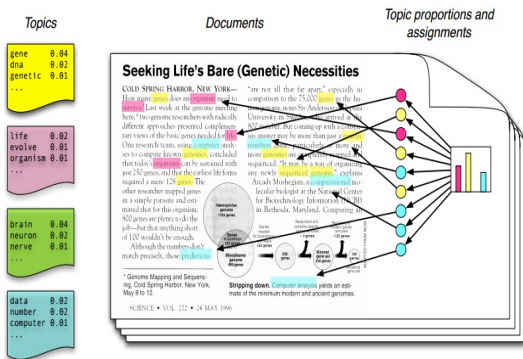 Topics
Documents
Topic proportions and
assignments
gene 0.04
dna 0.02
genetic 0.01
...
life 0.02
evolve 0.01
organism 0.01
...
brain 0.04
neuron 0.02
nerve 0.01
...
data 0.02
number 0.02
computer 0.01
...
Seeking Life's Bare (Genetic) Necessities
COLD SPRING HARBOR, NEW YORK—
How many genes does an organism need to
survive? Last week at the genome meeting
here,* two genome researchers with radically
different approaches presented complemen-
tary views of the basic genes needed for life.
One research team, using computer analy-
ses to compare known genomes, concluded
that today's organisms can be sustained with
just 250 genes, and that the earliest life forms
required a mere 128 genes. The
other researcher mapped genes
in a simple parasite and esti-
mated that for this organism,
800 genes are plenty to do the
job—but that anything short
of 100 wouldn't be enough.
Although the numbers don't
match precisely, those predictions
* Genome Mapping and Sequenc-
ing, Cold Spring Harbor, New York,
May 8 to 12.
"are not all that far apart," especially in
comparison to the 75,000 genes in the hu-
man genome, notes Siv Andersson
University in
800 number. But coming up with a
sus answer may be more than just a
numbers particularly as more and
more genomes are mapped and
sequenced. "It may be a way of organizing
any newly sequenced genome," explains
Arcady Mushegian, a computational mo-
lecular biologist at the National Center
for Biotechnology Information (NCBI)
in Bethesda, Maryland. Comparing an
Haemophilus
genome
1703 genes
Mycoplasma
genome
469 genes
Stripping down. Computer analysis yields an esti-
mate of the minimum modern and ancient genomes.
SCIENCE • VOL. 272 • 24 MAY 1996